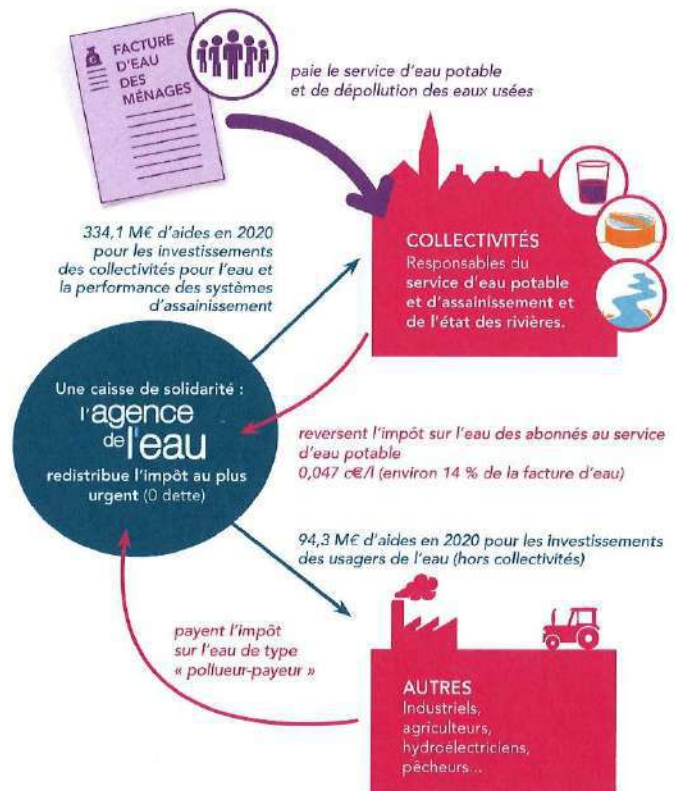 FACTURE
D'EAU
DES
MÉNAGES
paie le service d'eau potable
et de dépollution des eaux usées
334,1 M€ d'aides en 2020
pour les investissements
des collectivités pour l'eau et
la performance des systèmes
d'assainissement
COLLECTIVITÉS
Responsables du
service d'eau potable
et d'assainissement et
de l'état des rivières.
Une caisse de solidarité :
l'agence
de l'eau
redistribue l'impôt au plus
urgent (0 dette)
reversent l'impôt sur l'eau des abonnés au service
d'eau potable
0,047 c€/l (environ 14 % de la facture d'eau)
94,3 M€ d'aides en 2020 pour les investissements
des usagers de l'eau (hors collectivités)
payent l'impôt
sur l'eau de type
« pollueur-payeur »
AUTRES
Industriels,
agriculteurs,
hydroélectriciens,
pêcheurs...